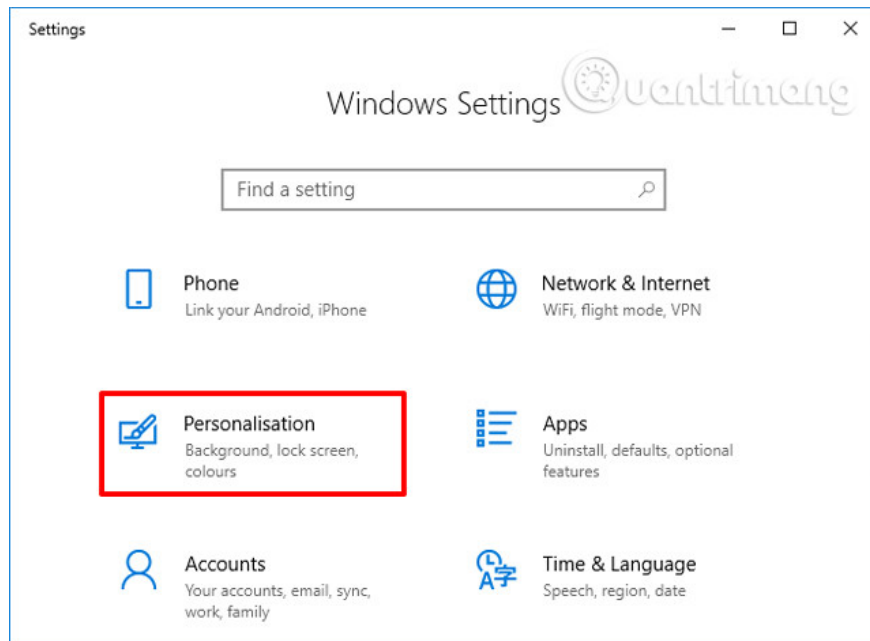 Settings
Quantrimang
Windows Settings
Find a setting
Phone
Link your Android, iPhone
Network & Internet
WiFi, flight mode, VPN
Personalisation
Background, lock screen,
colours
Apps
Uninstall, defaults, optional
features
Accounts
Your accounts, email, sync,
work, family
Time & Language
Speech, region, date